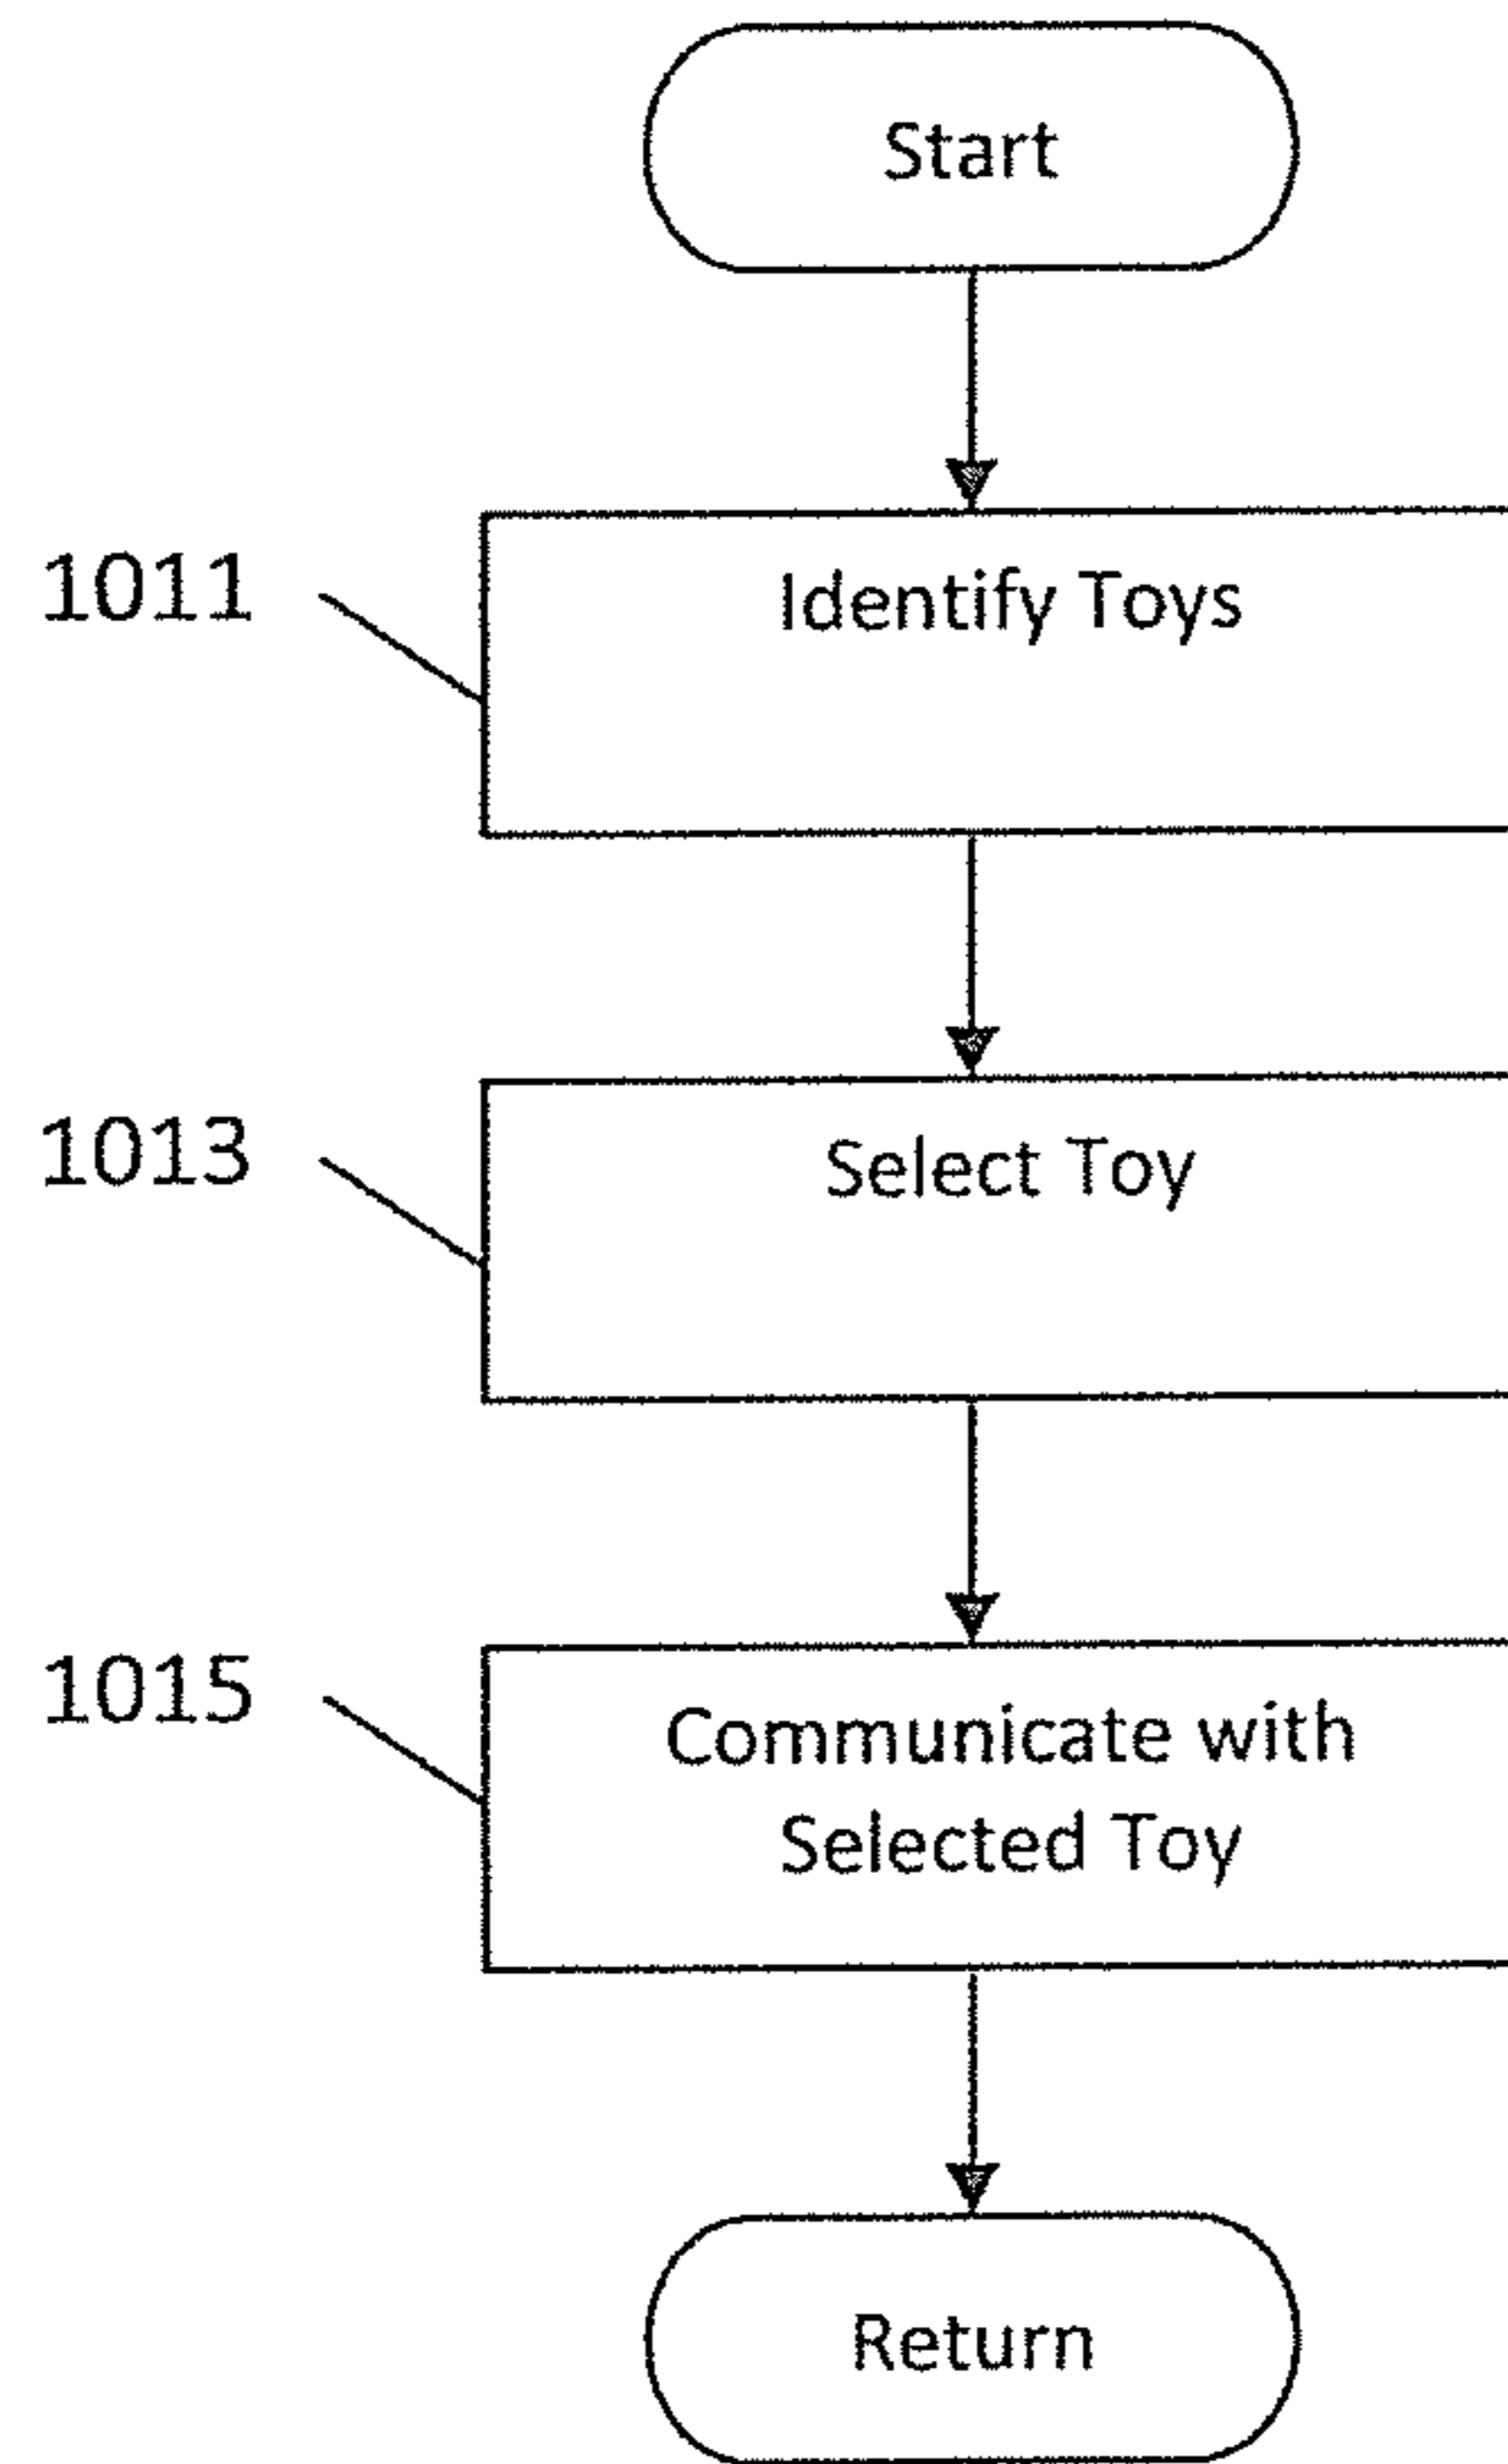 Start
1011
Identify Toys
1013
Select Toy
1015
Communicate with
Selected Toy
Return